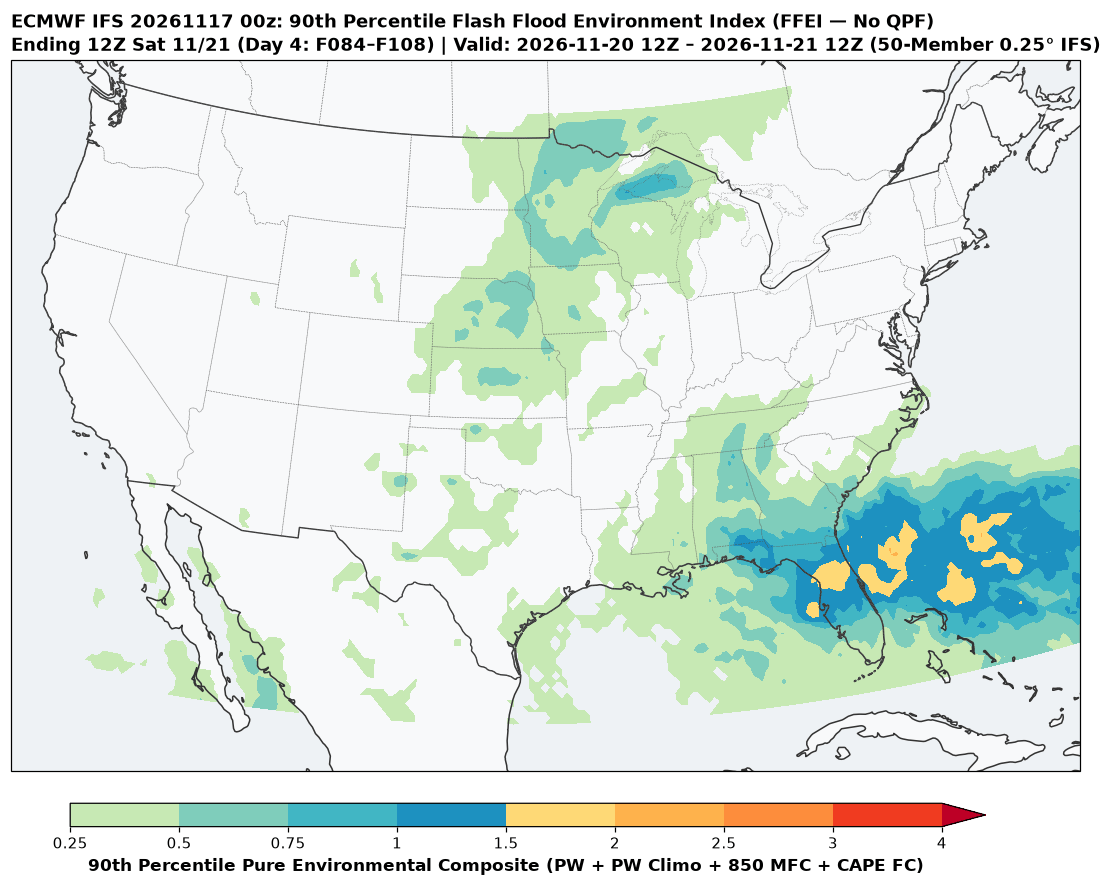 ECMWF IFS 20261117 00z: 90th Percentile Flash Flood Environment Index (FFEI — No QPF)
Ending 12Z Sat 11/21 (Day 4: F084–F108) | Valid: 2026-11-20 12Z – 2026-11-21 12Z (50-Member 0.25° IFS)
0.25 0.5 0.75 1 1.5 2 2.5 3 4
90th Percentile Pure Environmental Composite (PW + PW Climo + 850 MFC + CAPE FC)